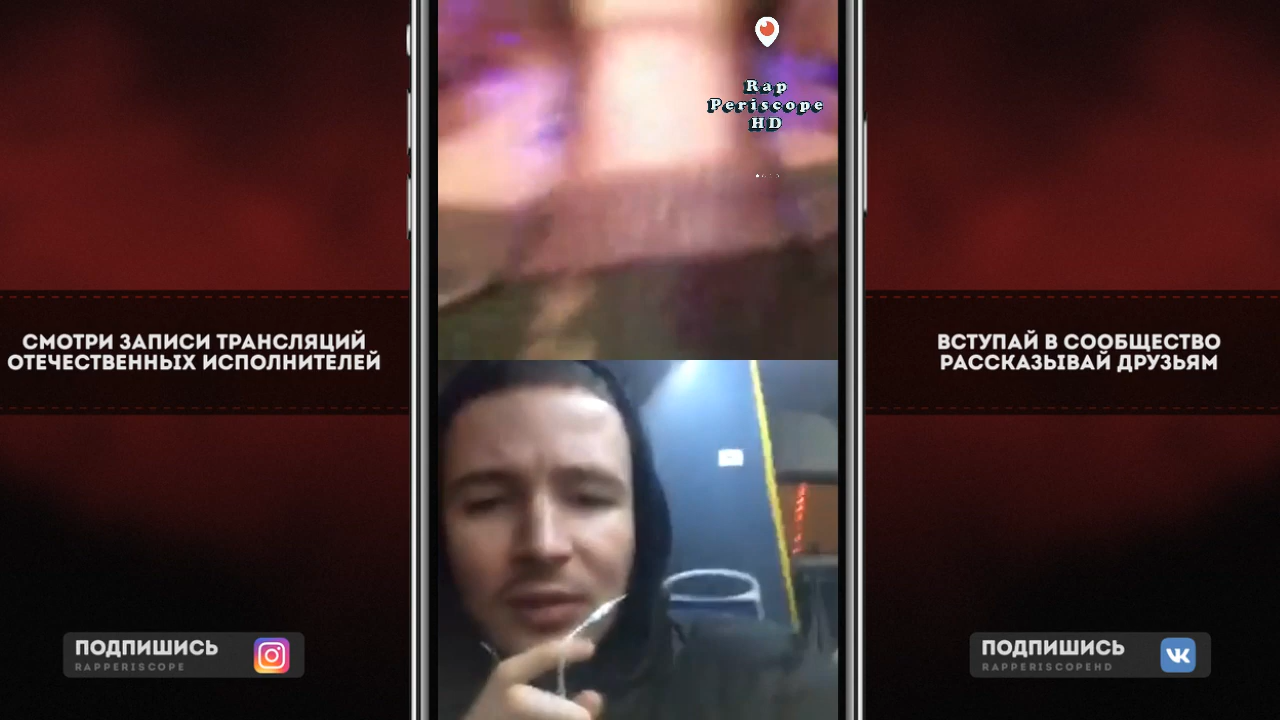 Rap
Periscope
HD
СМОТРИ ЗАПИСИ ТРАНСЛЯЦИЙ
ОТЕЧЕСТВЕННЫХ ИСПОЛНИТЕЛЕЙ
ВСТУПАЙ В СООБЩЕСТВО
РАССКАЗЫВАЙ ДРУЗЬЯМ
ПОДПИШИСЬ
RAPPERISCOPE
ПОДПИШИСЬ
RAPPERISCOPEHD